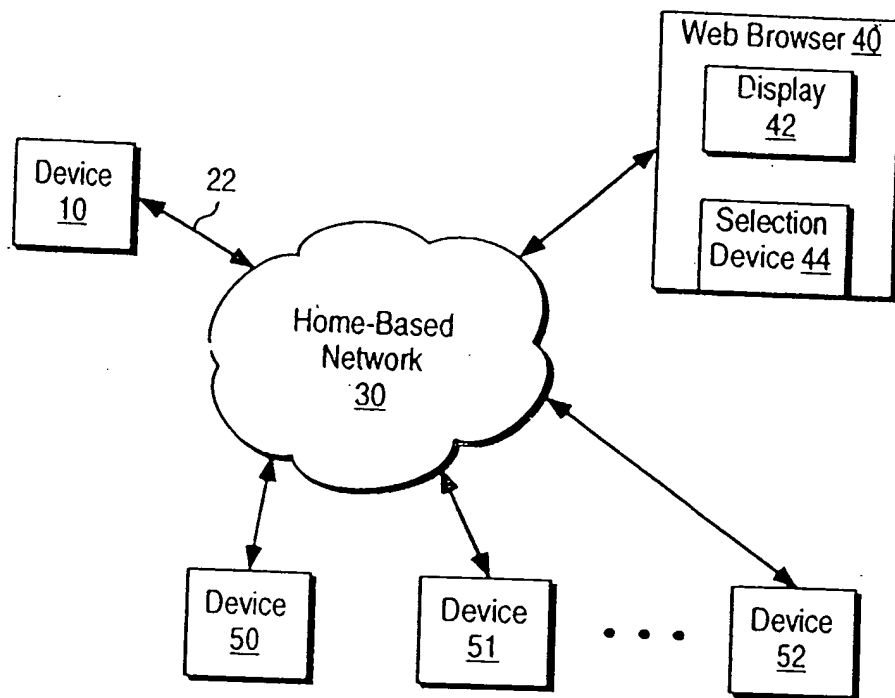 Web Browser 40
Display
42
Device
10
22
Selection
Device 44
Home-Based
Network
30
Device
50
Device
51
Device
52